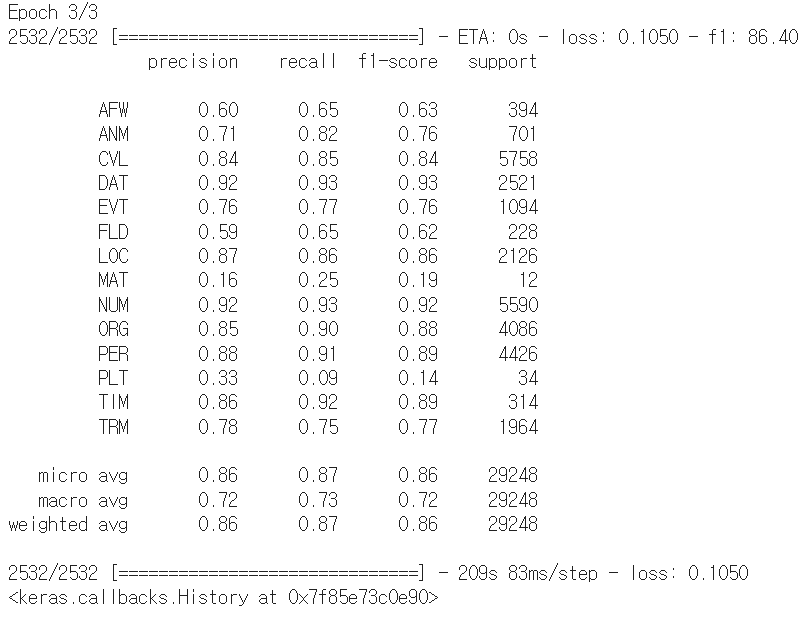 Epoch 3/3
2532/2532 [==============================] - ETA: 0s - loss: 0.1050 - f1: 86.40
precision recall f1-score support
AFW 0.60 0.65 0.63 394
ANM 0.71 0.82 0.76 701
CVL 0.84 0.85 0.84 5758
DAT 0.92 0.93 0.93 2521
EVT 0.76 0.77 0.76 1094
FLD 0.59 0.65 0.62 228
LOC 0.87 0.86 0.86 2126
MAT 0.16 0.25 0.19 12
NUM 0.92 0.93 0.92 5590
ORG 0.85 0.90 0.88 4086
PER 0.88 0.91 0.89 4426
PLT 0.33 0.09 0.14 34
TIM 0.86 0.92 0.89 314
TRM 0.78 0.75 0.77 1964
micro avg 0.86 0.87 0.86 29248
macro avg 0.72 0.73 0.72 29248
weighted avg 0.86 0.87 0.86 29248
2532/2532 [==============================] - 209s 83ms/step - loss: 0.1050
<keras.callbacks.History at 0x7f85e73c0e90>